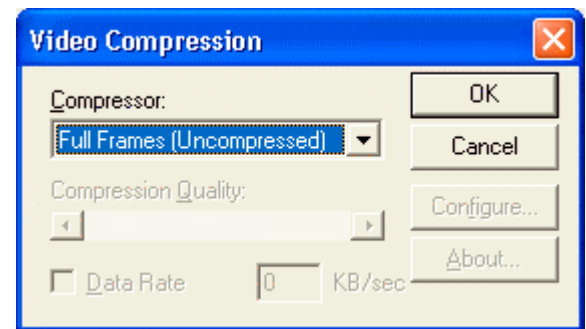 Video Compression
Compressor:
OK
Full Frames (Uncompressed)
Cancel
Compression Quality:
Configure...
About...
Data Rate
0
KB/sec